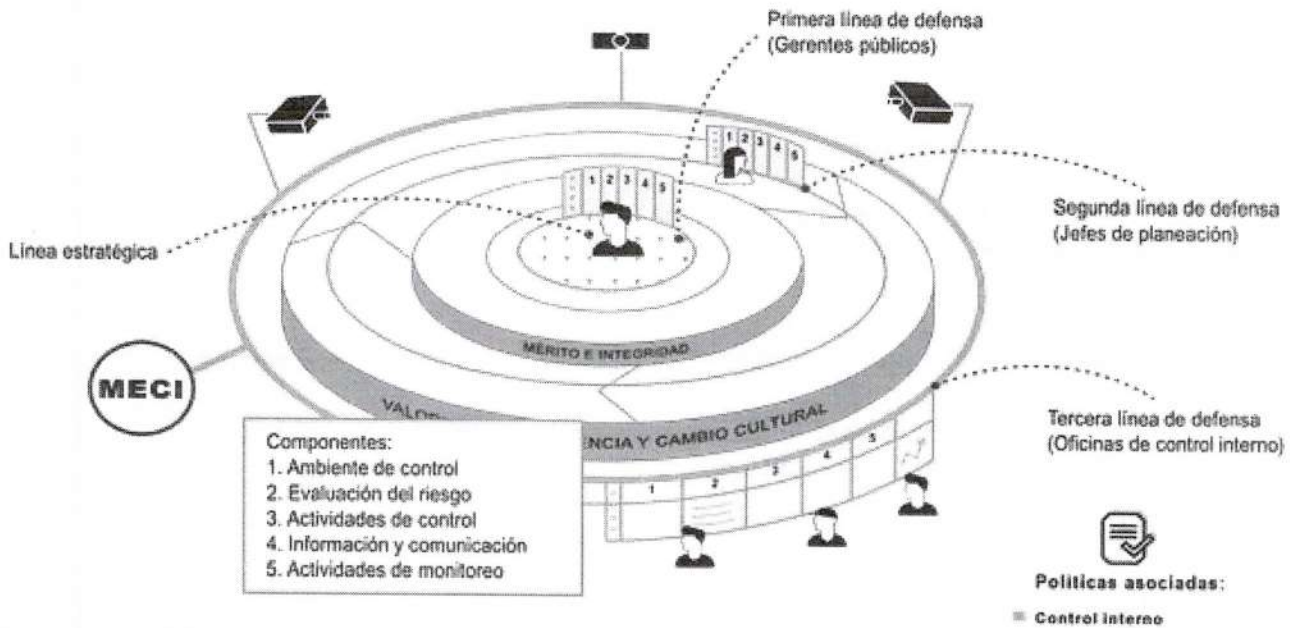 Primera línea de defensa
(Gerentes públicos)
1 2 3 4 5
1 2 3 4 5
Segunda línea de defensa
(Jefes de planeación)
Línea estratégica
MÉRITO E INTEGRIDAD
MECI
ENCIA Y CAMBIO CULTURAL
Tercera línea de defensa
(Oficinas de control interno)
Componentes:
1. Ambiente de control
2. Evaluación del riesgo
3. Actividades de control
4. Información y comunicación
5. Actividades de monitoreo
1 2 3 4 5
Políticas asociadas:
Control interno